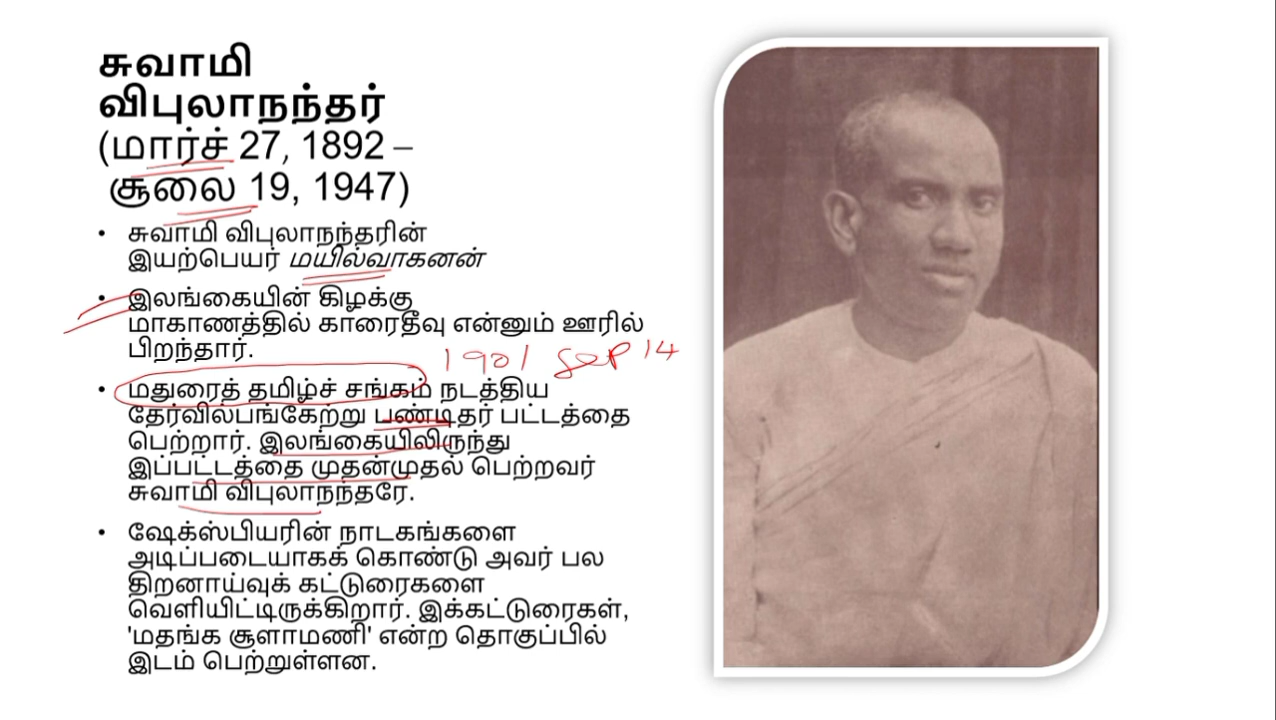 சுவாமி
விபுலாநந்தர்
(மார்ச் 27, 1892 –
சூலை 19, 1947)
• சுவாமி விபுலாநந்தரின்
இயற்பெயர் மயில்வாகனன்
• இலங்கையின் கிழக்கு
மாகாணத்தில் காரைதீவு என்னும் ஊரில்
பிறந்தார்.
1901 Sep 14
• மதுரைத் தமிழ்ச் சங்கம் நடத்திய
தேர்வில்பங்கேற்று பண்டிதர் பட்டத்தை
பெற்றார். இலங்கையிலிருந்து
இப்பட்டத்தை முதன்முதல் பெற்றவர்
சுவாமி விபுலாநந்தரே.
• ஷேக்ஸ்பியரின் நாடகங்களை
அடிப்படையாகக் கொண்டு அவர் பல
திறனாய்வுக் கட்டுரைகளை
வெளியிட்டிருக்கிறார். இக்கட்டுரைகள்,
'மதங்க சூளாமணி' என்ற தொகுப்பில்
இடம் பெற்றுள்ளன.